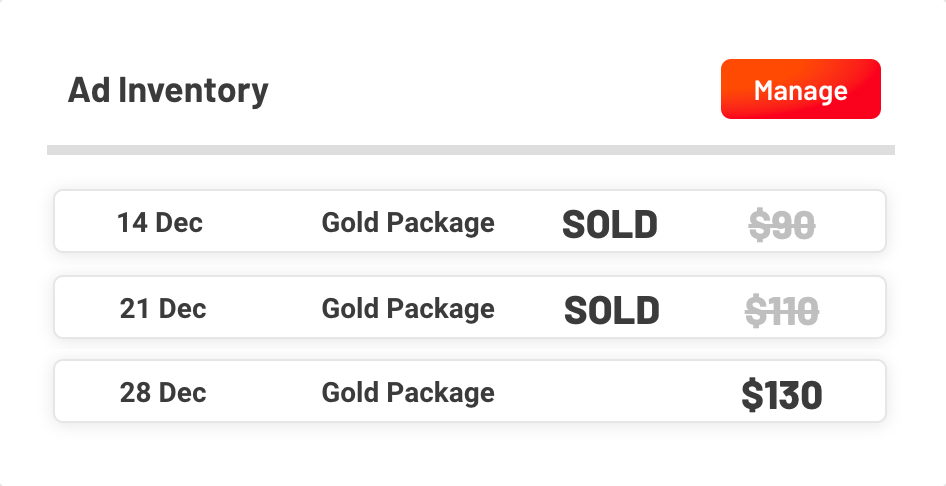 Ad Inventory Manage
14 Dec Gold Package SOLD $90
21 Dec Gold Package SOLD $110
28 Dec Gold Package $130